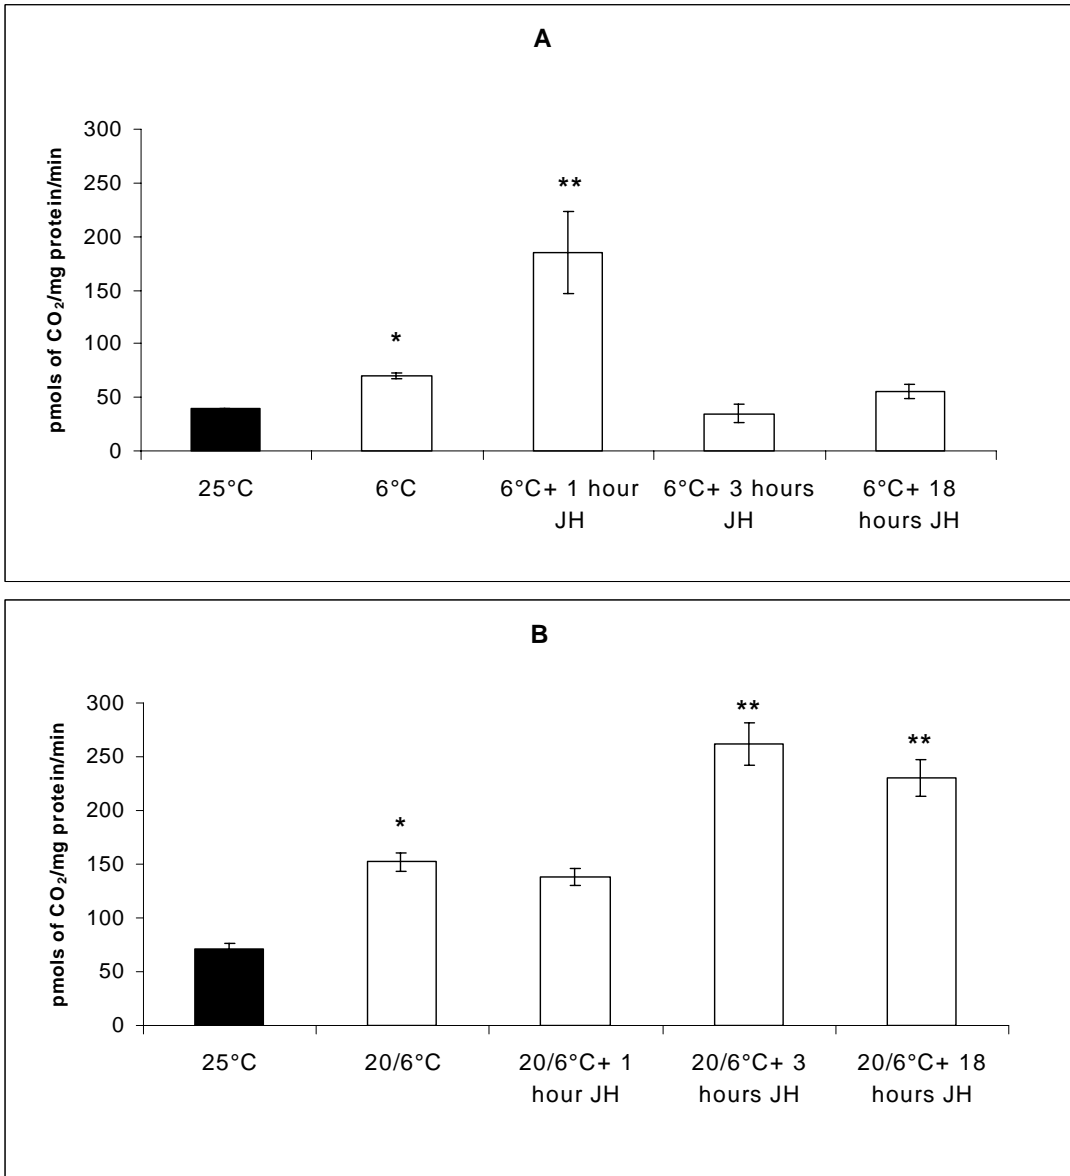 A
pmols of CO₂/mg protein/min
300
250
200
150
100
50
0
*
**
25°C
6°C
6°C+ 1 hour
JH
6°C+ 3 hours
JH
6°C+ 18
hours JH
B
pmols of CO₂/mg protein/min
300
250
200
150
100
50
0
*
**
**
25°C
20/6°C
20/6°C+ 1
hour JH
20/6°C+ 3
hours JH
20/6°C+ 18
hours JH